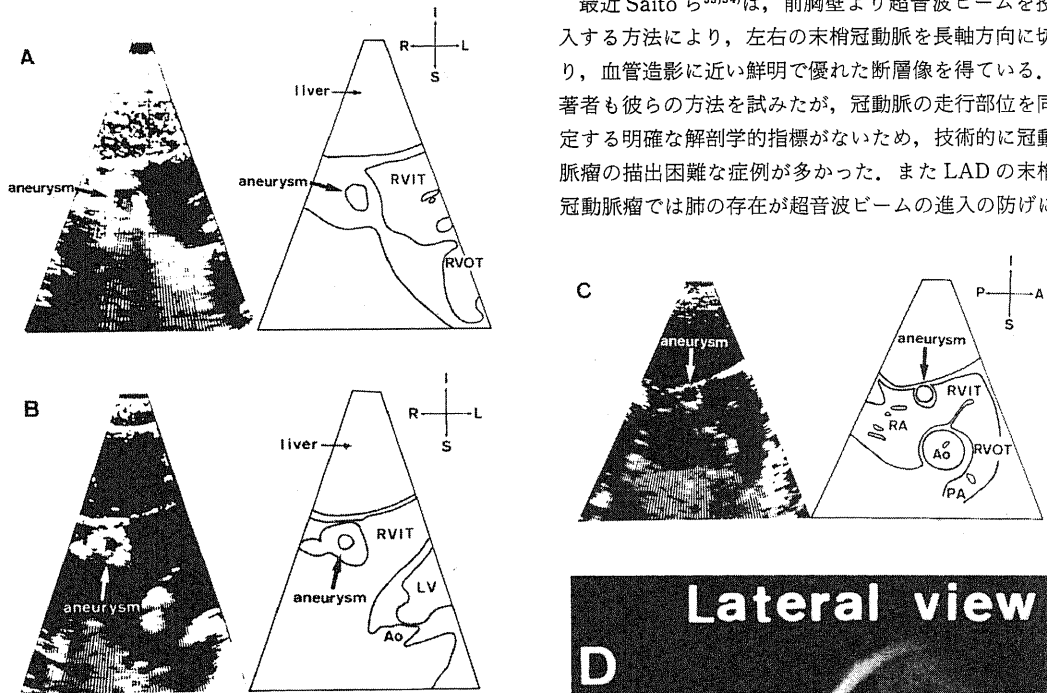 A
I
R L
S
liver
aneurysm
aneurysm
RVIT
RVOT
B
I
R L
S
liver
RVIT
aneurysm
aneurysm
LV
Ao
最近 Saito ら は，前胸壁より超音波ビームを投
入する方法により，左右の末梢冠動脈を長軸方向に切
り，血管造影に近い鮮明で優れた断層像を得ている．
著者も彼らの方法を試みたが，冠動脈の走行部位を同
定する明確な解剖学的指標がないため，技術的に冠動
脈瘤の描出困難な症例が多かった．また LAD の末梢
冠動脈瘤では肺の存在が超音波ビームの進入の防げに
C
I
P A
S
aneurysm
aneurysm
RVIT
RA
Ao
RVOT
PA
Lateral view
D